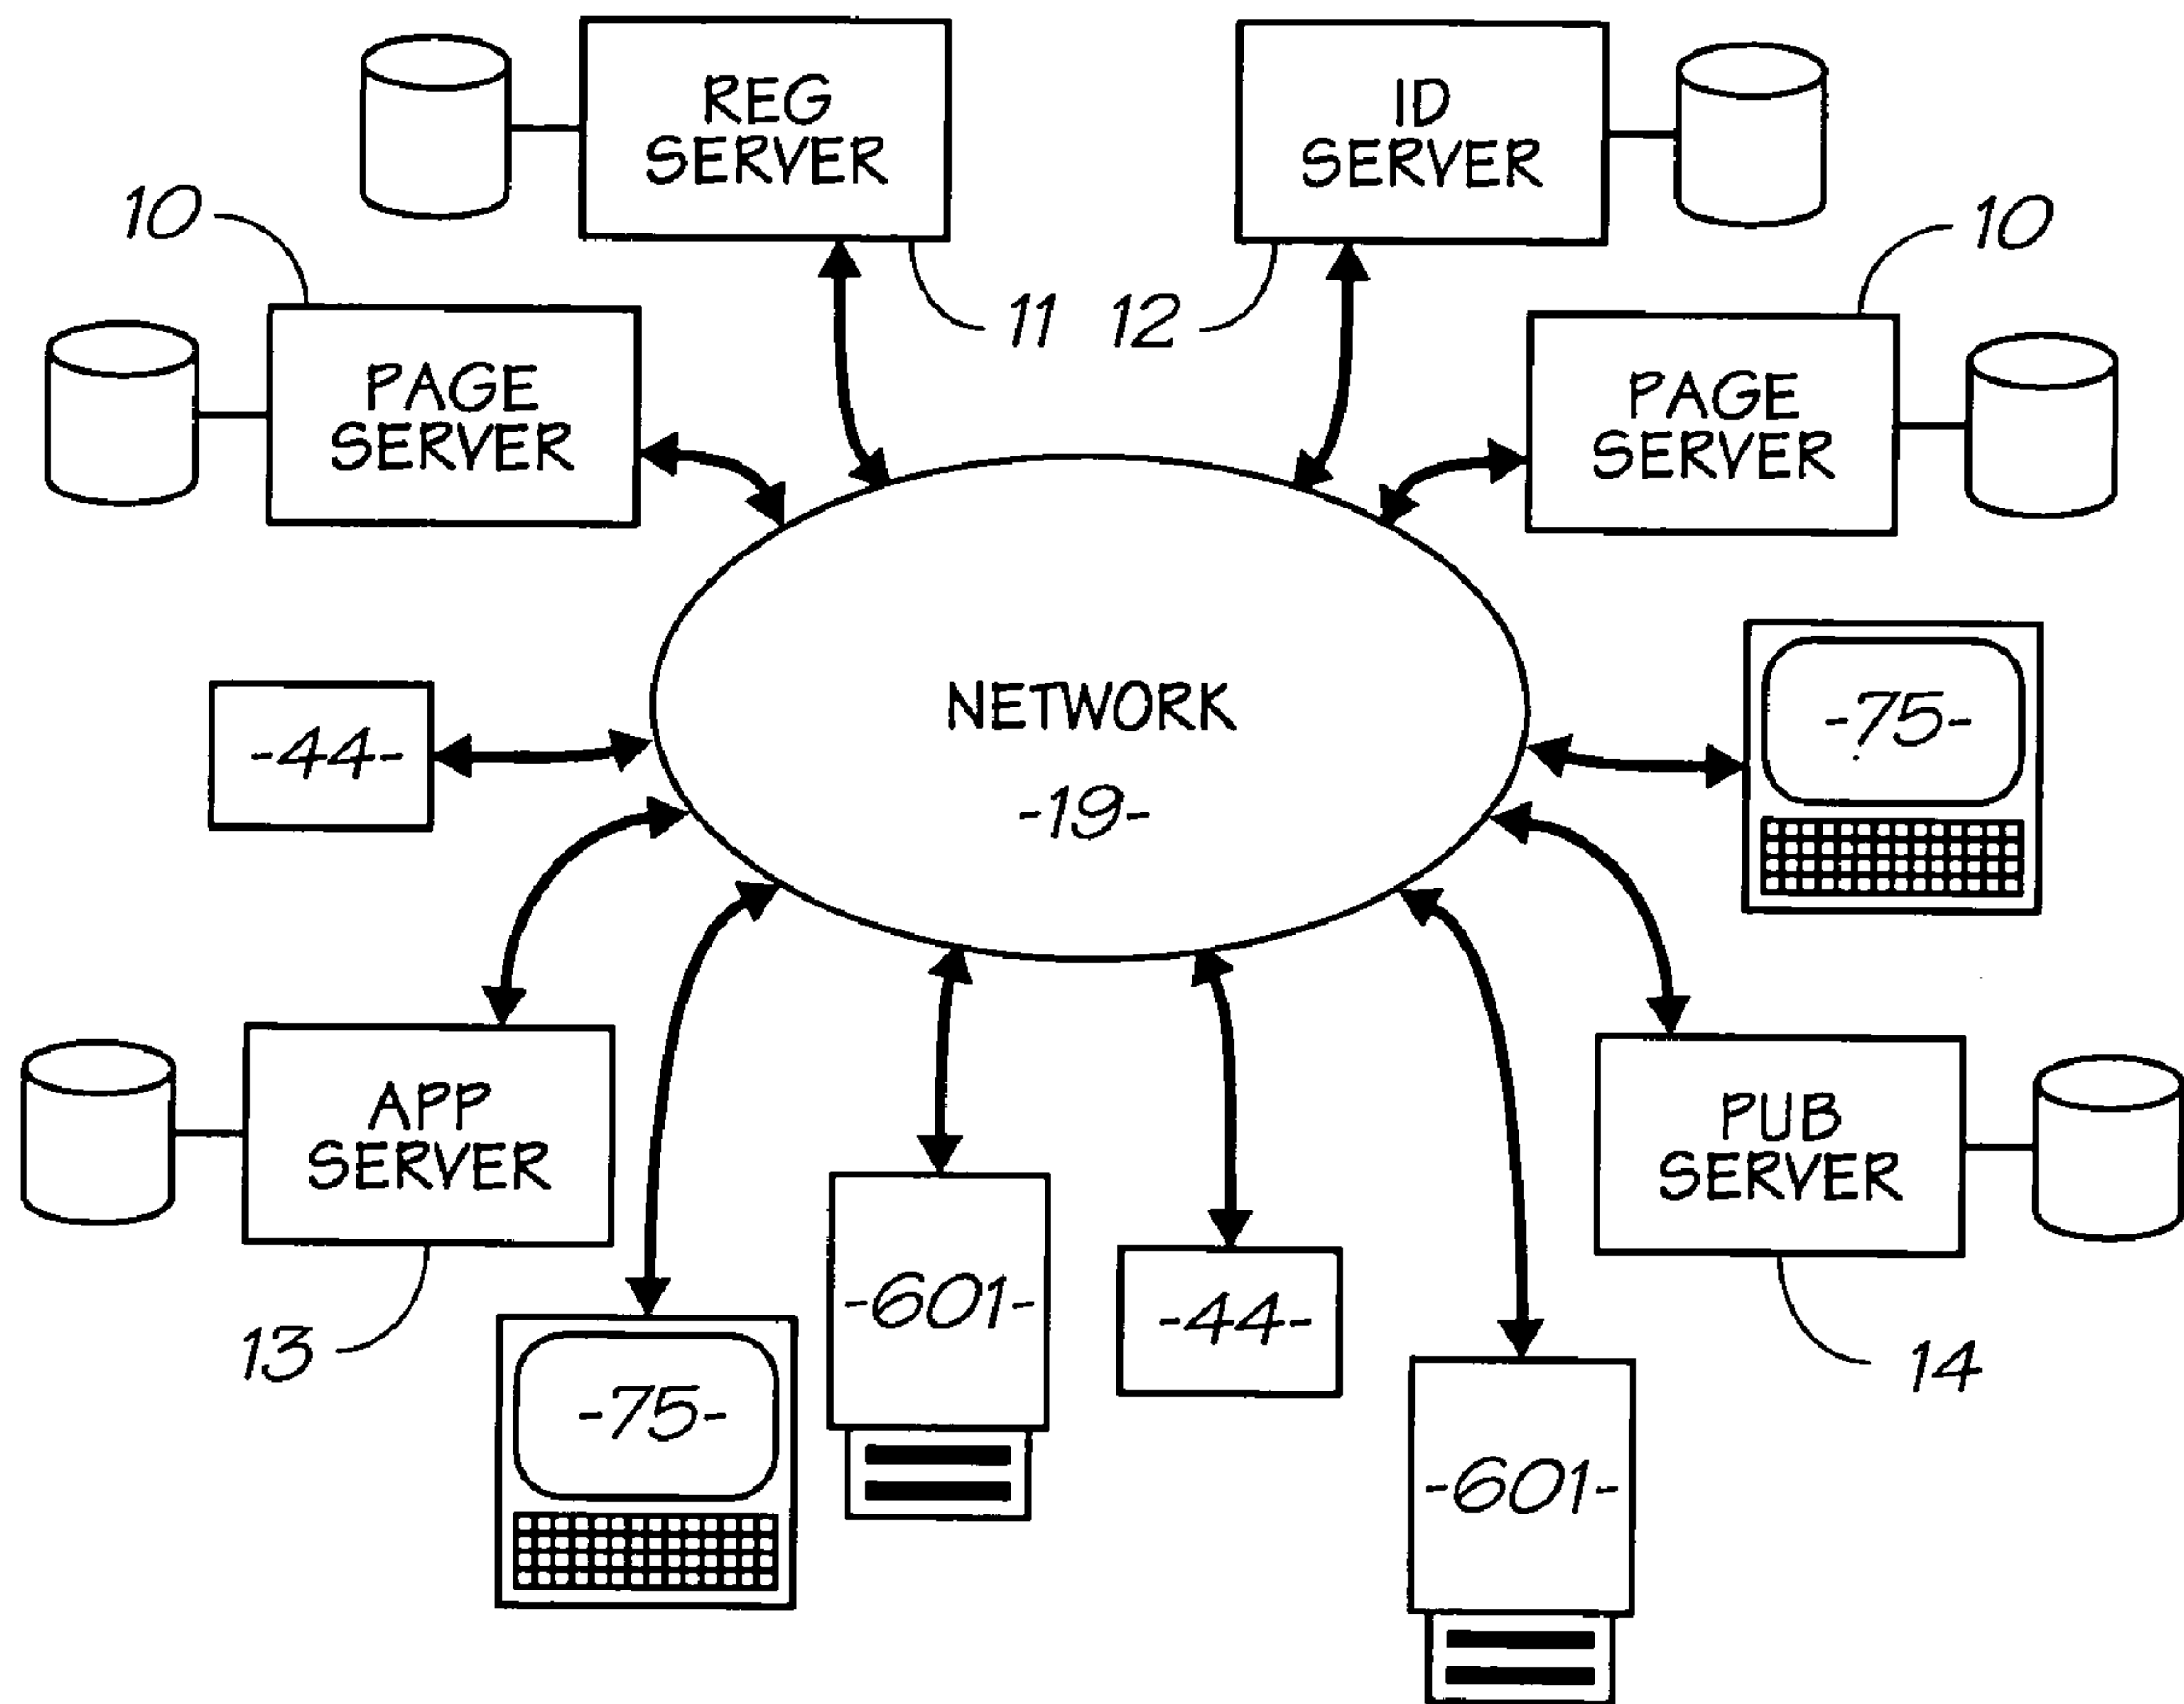 REG
SERVER
ID
SERVER
10
10
11
12
PAGE
SERVER
PAGE
SERVER
NETWORK
-19-
-44-
-75-
APP
SERVER
PUB
SERVER
-601-
-44-
13
14
-75-
-601-